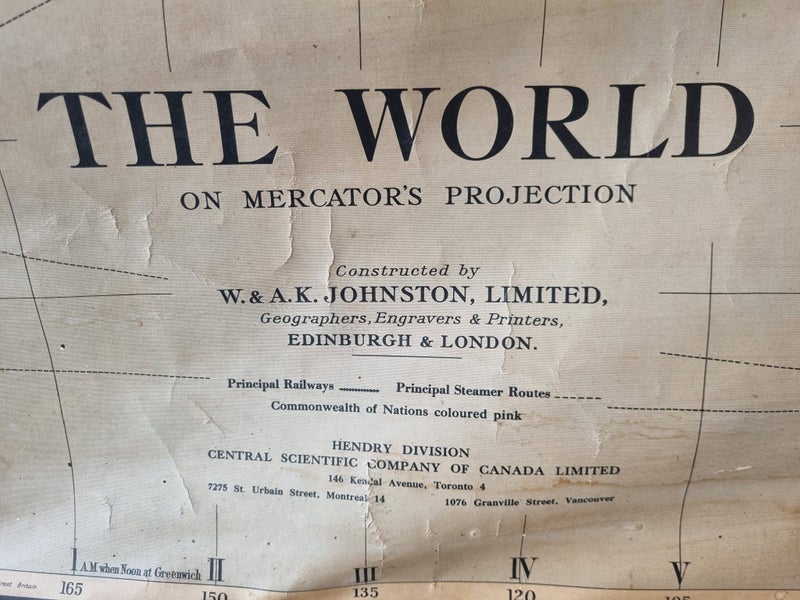 THE WORLD
ON MERCATOR'S PROJECTION
Constructed by
W. & A.K. JOHNSTON, LIMITED,
Geographers, Engravers & Printers,
EDINBURGH & LONDON.
Principal Railways Principal Steamer Routes
Commonwealth of Nations coloured pink
HENDRY DIVISION
CENTRAL SCIENTIFIC COMPANY OF CANADA LIMITED
146 Kendal Avenue, Toronto 4
7275 St. Urbain Street, Montreal 14 1076 Granville Street, Vancouver
I A M when Noon at Greenwich II III IV V
Great Britain 165 150 135 120 105